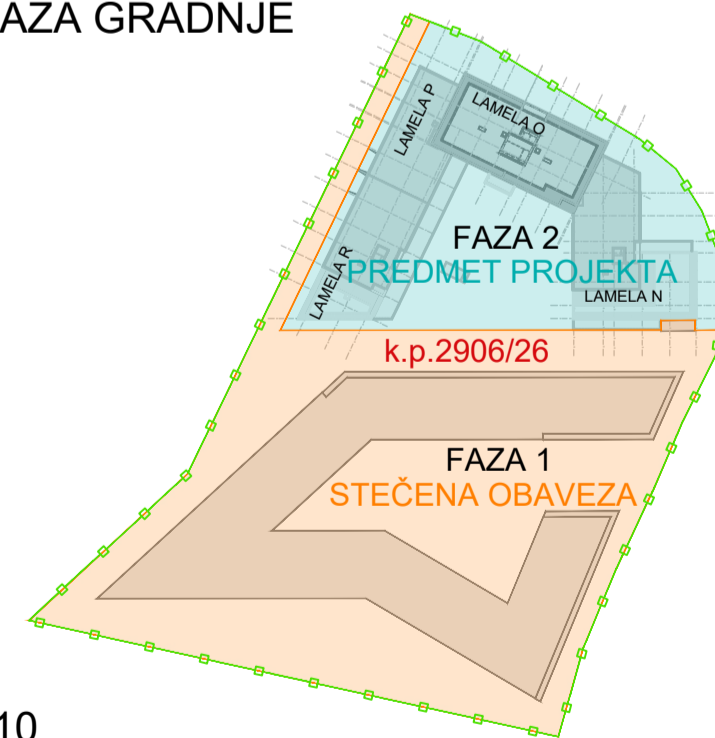 AZA GRADNJE
LAMELA P
LAMELA O
LAMELA R
FAZA 2
PREDMET PROJEKTA
LAMELA N
k.p.2906/26
FAZA 1
STEČENA OBAVEZA
10